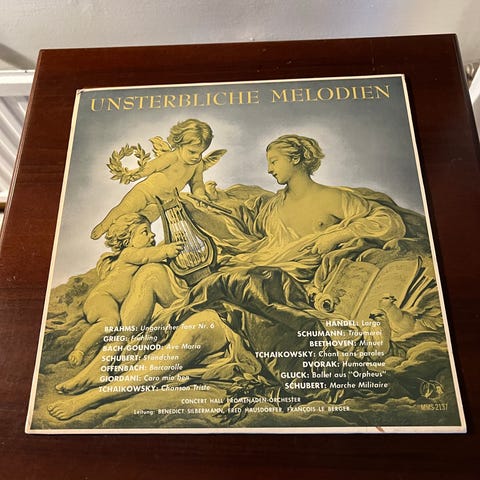 UNSTERBLICHE MELODIEN
BRAHMS: Ungarischer Tanz Nr. 6
GRIEG: Frühling
BACH-GOUNOD: Ave Maria
SCHUBERT: Ständchen
OFFENBACH: Barcarolle
GIORDANI: Caro mio ben
TCHAIKOWSKY: Chanson Triste
HANDEL: Largo
SCHUMANN: Träumerei
BEETHOVEN: Minuet
TCHAIKOWSKY: Chant sans paroles
DVORAK: Humoresque
GLUCK: Ballet aus "Orpheus"
SCHUBERT: Marche Militaire
CONCERT HALL PROMENADEN-ORCHESTER
Leitung: BENEDICT SILBERMANN, FRED HAUSDORFER, FRANÇOIS LE BERGER
MMS-2137